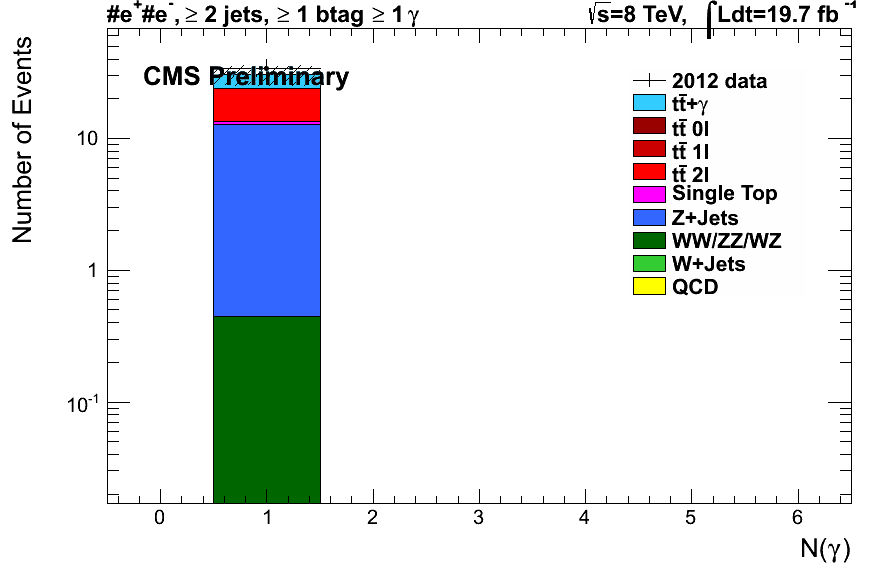 #e⁺#e⁻, ≥ 2 jets, ≥ 1 btag ≥ 1 γ
√s=8 TeV, ∫Ldt=19.7 fb⁻¹
CMS Preliminary
Number of Events
10
1
10⁻¹
2012 data
tt̄+γ
tt̄ 0l
tt̄ 1l
tt̄ 2l
Single Top
Z+Jets
WW/ZZ/WZ
W+Jets
QCD
0 1 2 3 4 5 6
N(γ)